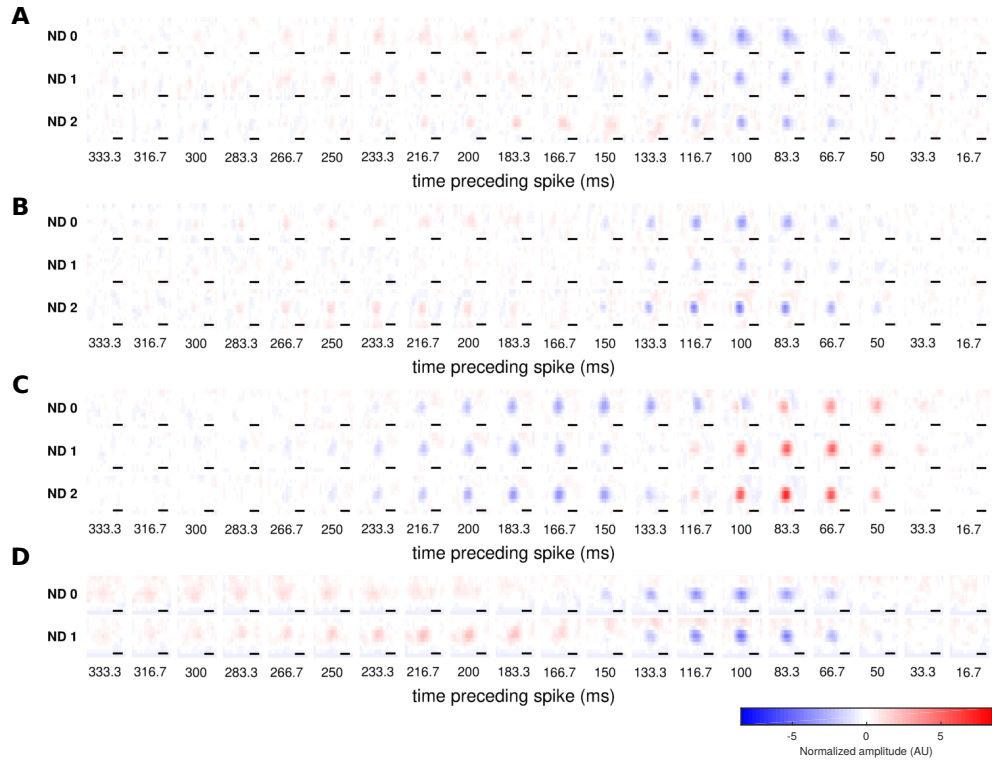 A
ND 0
ND 1
ND 2
333.3 316.7 300 283.3 266.7 250 233.3 216.7 200 183.3 166.7 150 133.3 116.7 100 83.3 66.7 50 33.3 16.7
time preceding spike (ms)
B
ND 0
ND 1
ND 2
333.3 316.7 300 283.3 266.7 250 233.3 216.7 200 183.3 166.7 150 133.3 116.7 100 83.3 66.7 50 33.3 16.7
time preceding spike (ms)
C
ND 0
ND 1
ND 2
333.3 316.7 300 283.3 266.7 250 233.3 216.7 200 183.3 166.7 150 133.3 116.7 100 83.3 66.7 50 33.3 16.7
time preceding spike (ms)
D
ND 0
ND 1
333.3 316.7 300 283.3 266.7 250 233.3 216.7 200 183.3 166.7 150 133.3 116.7 100 83.3 66.7 50 33.3 16.7
time preceding spike (ms)
-5 0 5
Normalized amplitude (AU)